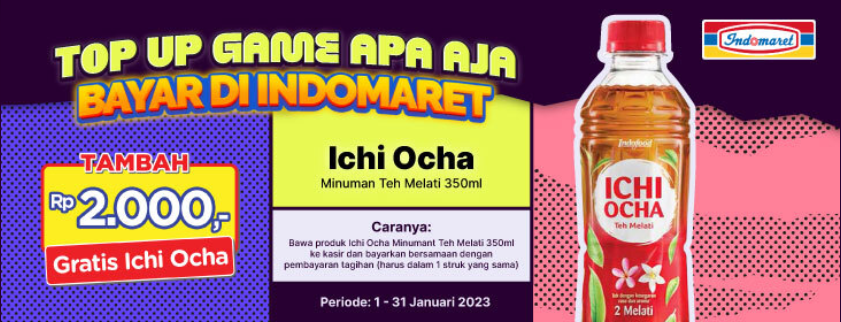 TOP UP GAME APA AJA
BAYAR DI INDOMARET
Indomaret
TAMBAH
Rp 2.000,-
Gratis Ichi Ocha
Ichi Ocha
Minuman Teh Melati 350ml
Caranya:
Bawa produk Ichi Ocha Minumant Teh Melati 350ml
ke kasir dan bayarkan bersamaan dengan
pembayaran tagihan (harus dalam 1 struk yang sama)
Periode: 1 - 31 Januari 2023
Indofood
ICHI
OCHA
Teh Melati
2 Melati